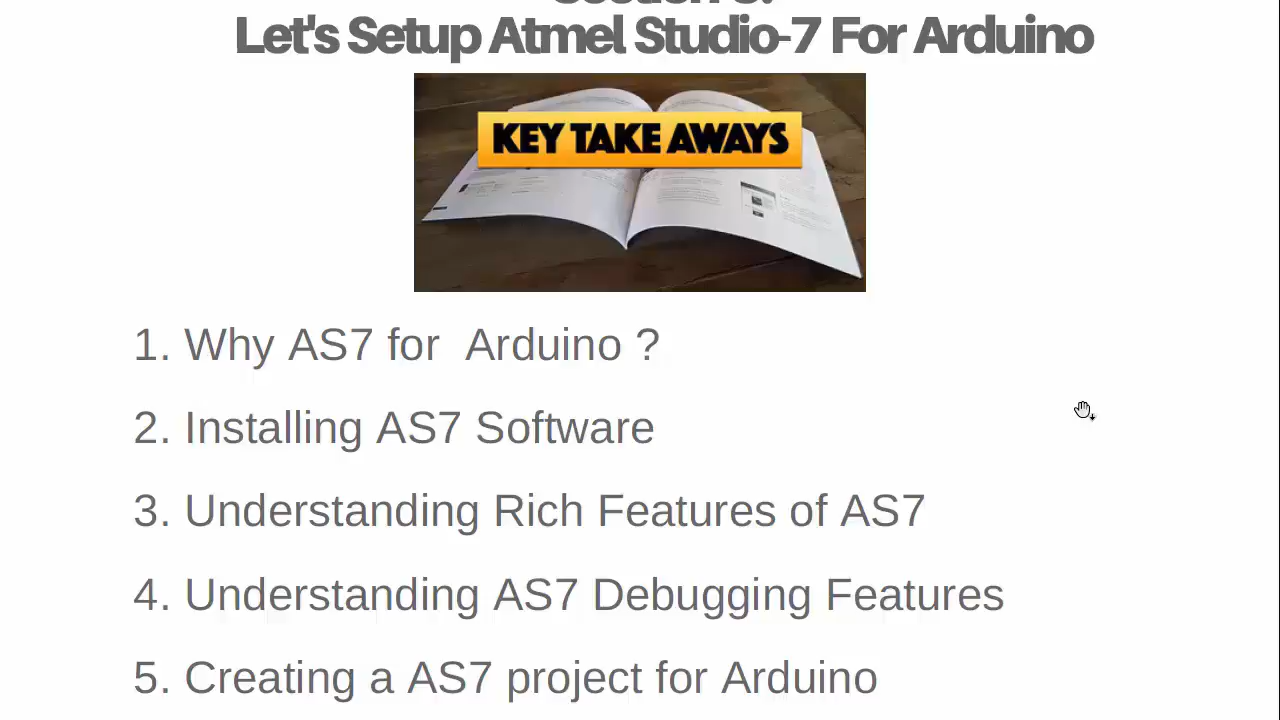 Let's Setup Atmel Studio-7 For Arduino
KEY TAKE AWAYS
1. Why AS7 for Arduino ?
2. Installing AS7 Software
3. Understanding Rich Features of AS7
4. Understanding AS7 Debugging Features
5. Creating a AS7 project for Arduino